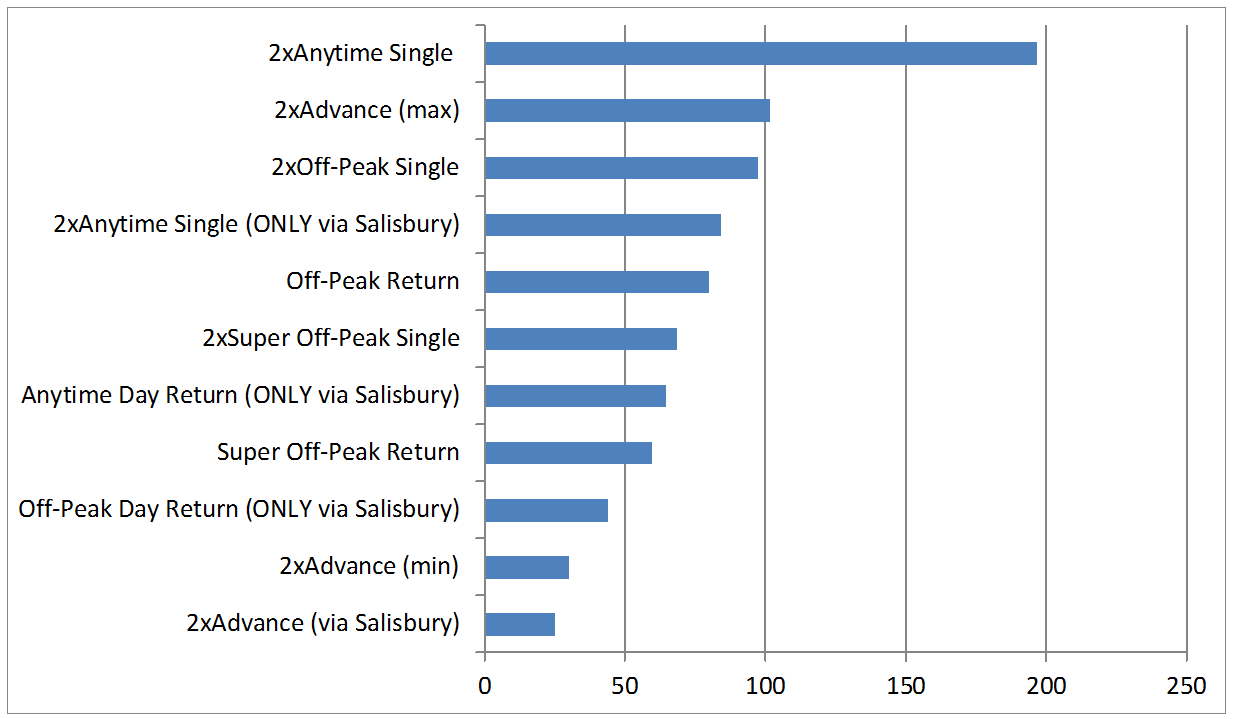 2xAnytime Single
2xAdvance (max)
2xOff-Peak Single
2xAnytime Single (ONLY via Salisbury)
Off-Peak Return
2xSuper Off-Peak Single
Anytime Day Return (ONLY via Salisbury)
Super Off-Peak Return
Off-Peak Day Return (ONLY via Salisbury)
2xAdvance (min)
2xAdvance (via Salisbury)
0 50 100 150 200 250